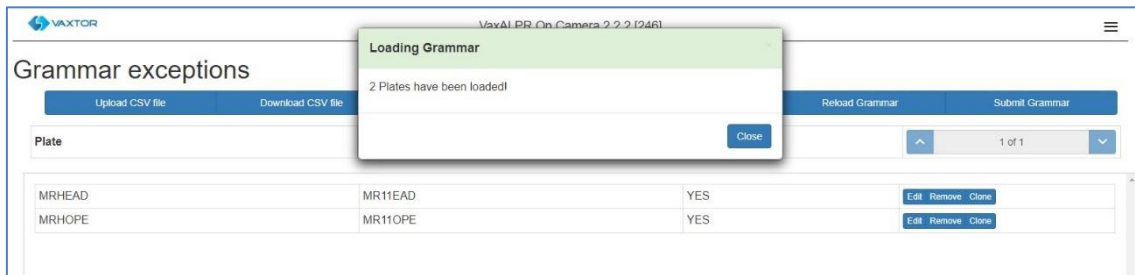 VAXTOR
VaxALPR On Camera 2.2.2 [246]
Loading Grammar
×
Grammar exceptions
2 Plates have been loaded!
Upload CSV file Download CSV file Reload Grammar Submit Grammar
Close
Plate 1 of 1
MRHEAD MR11EAD YES Edit Remove Clone
MRHOPE MR11OPE YES Edit Remove Clone